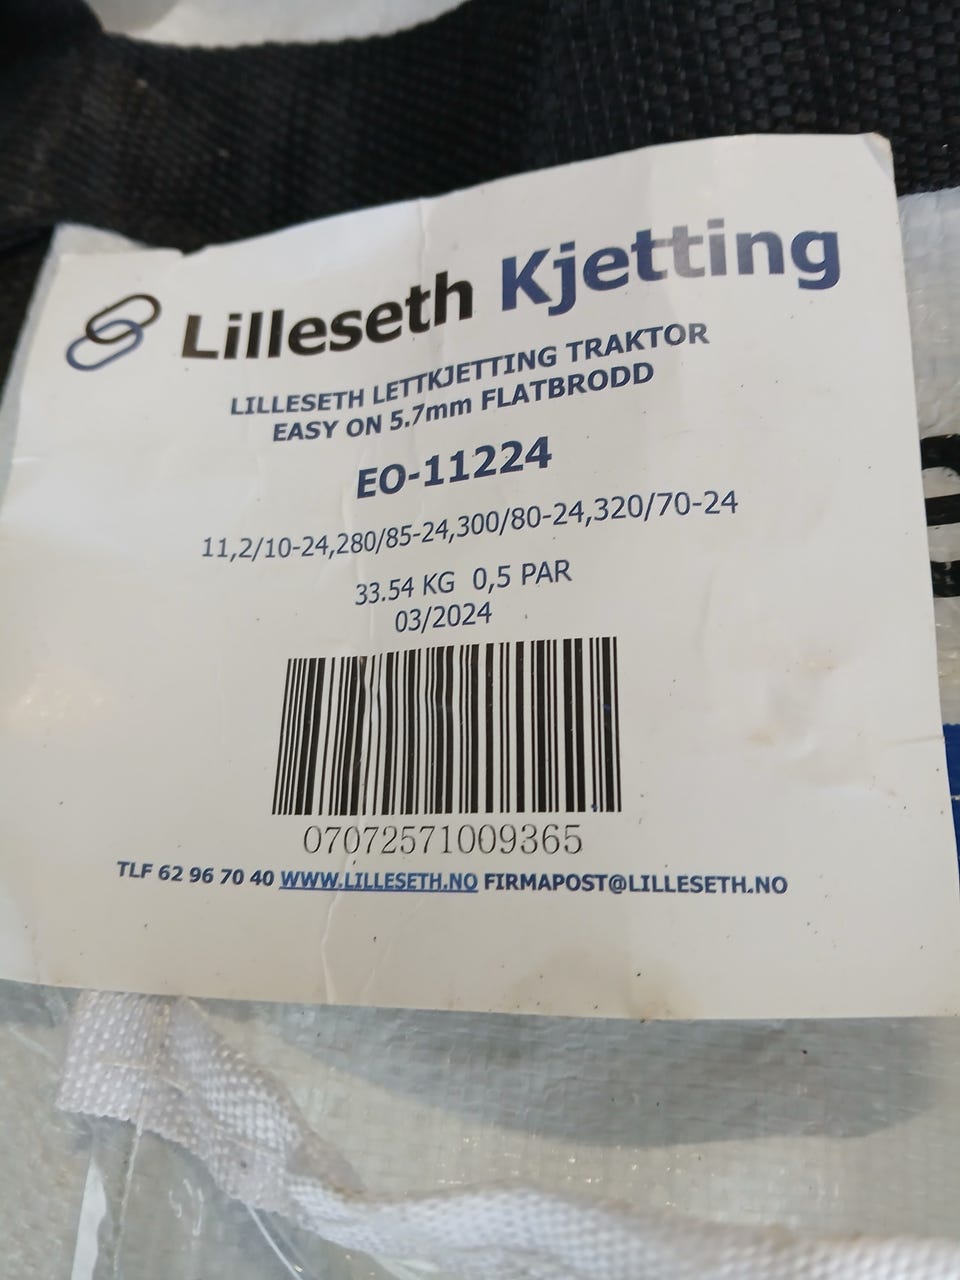 Lilleseth Kjetting
LILLESETH LETTKJETTING TRAKTOR
EASY ON 5.7mm FLATBRODD
EO-11224
11,2/10-24,280/85-24,300/80-24,320/70-24
33.54 KG 0,5 PAR
03/2024
07072571009365
TLF 62 96 70 40 WWW.LILLESETH.NO FIRMAPOST@LILLESETH.NO